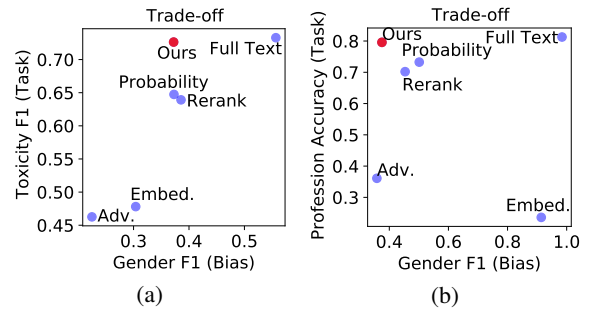 Trade-off
Toxicity F1 (Task)
0.70
0.65
0.60
0.55
0.50
0.45
Ours
Full Text
Probability
Rerank
Embed.
Adv.
0.3
0.4
0.5
Gender F1 (Bias)
(a)
Trade-off
Profession Accuracy (Task)
0.8
0.7
0.6
0.5
0.4
0.3
Ours
Full Text
Probability
Rerank
Adv.
Embed.
0.4
0.6
0.8
1.0
Gender F1 (Bias)
(b)